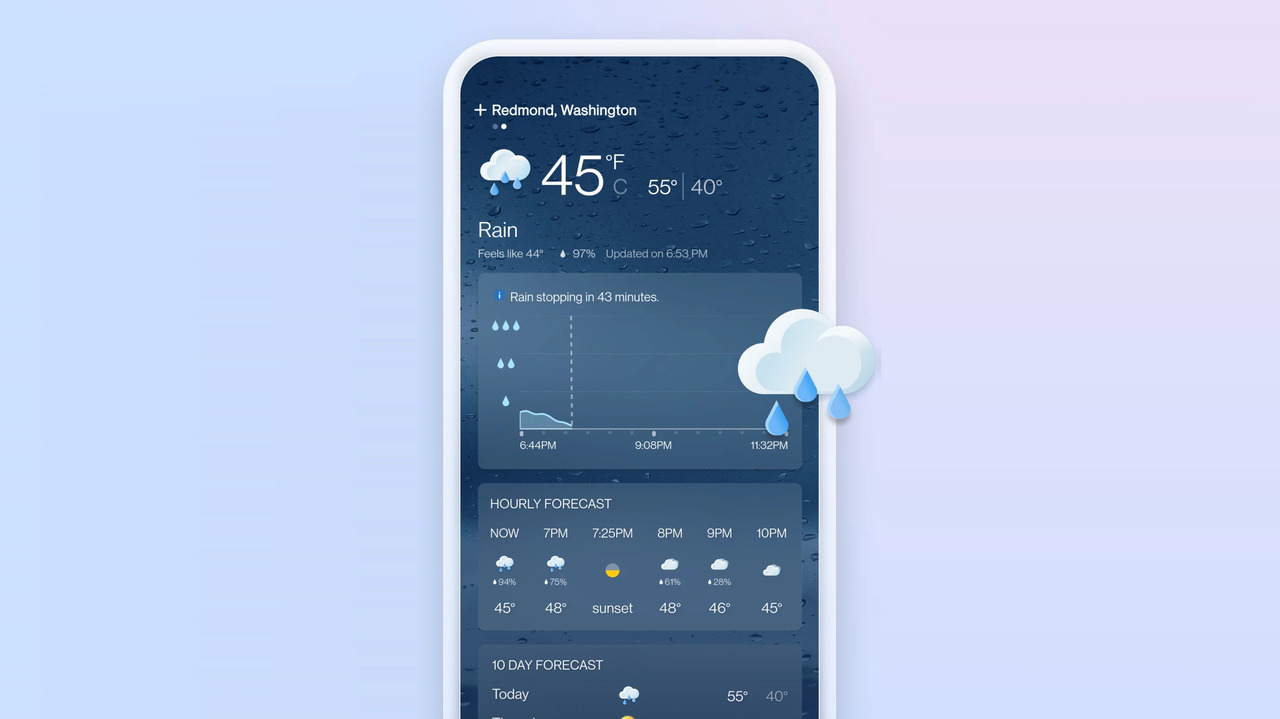 + Redmond, Washington
45 °F
C
55° | 40°
Rain
Feels like 44° 97% Updated on 6:53 PM
i Rain stopping in 43 minutes.
6:44PM 9:08PM 11:32PM
HOURLY FORECAST
NOW 7PM 7:25PM 8PM 9PM 10PM
94% 75% 61% 28%
45° 48° sunset 48° 46° 45°
10 DAY FORECAST
Today 55° 40°